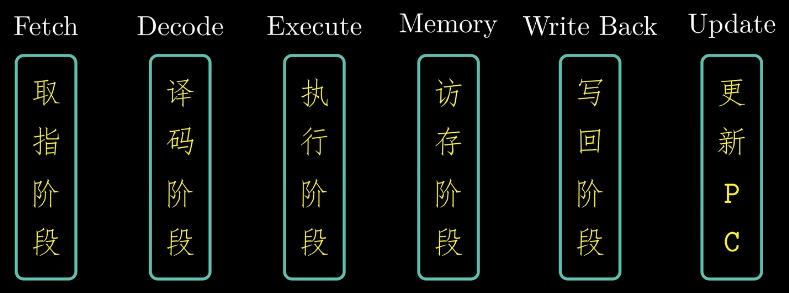 Fetch
Decode
Execute
Memory
Write Back
Update
取指阶段
译码阶段
执行阶段
访存阶段
写回阶段
更新PC